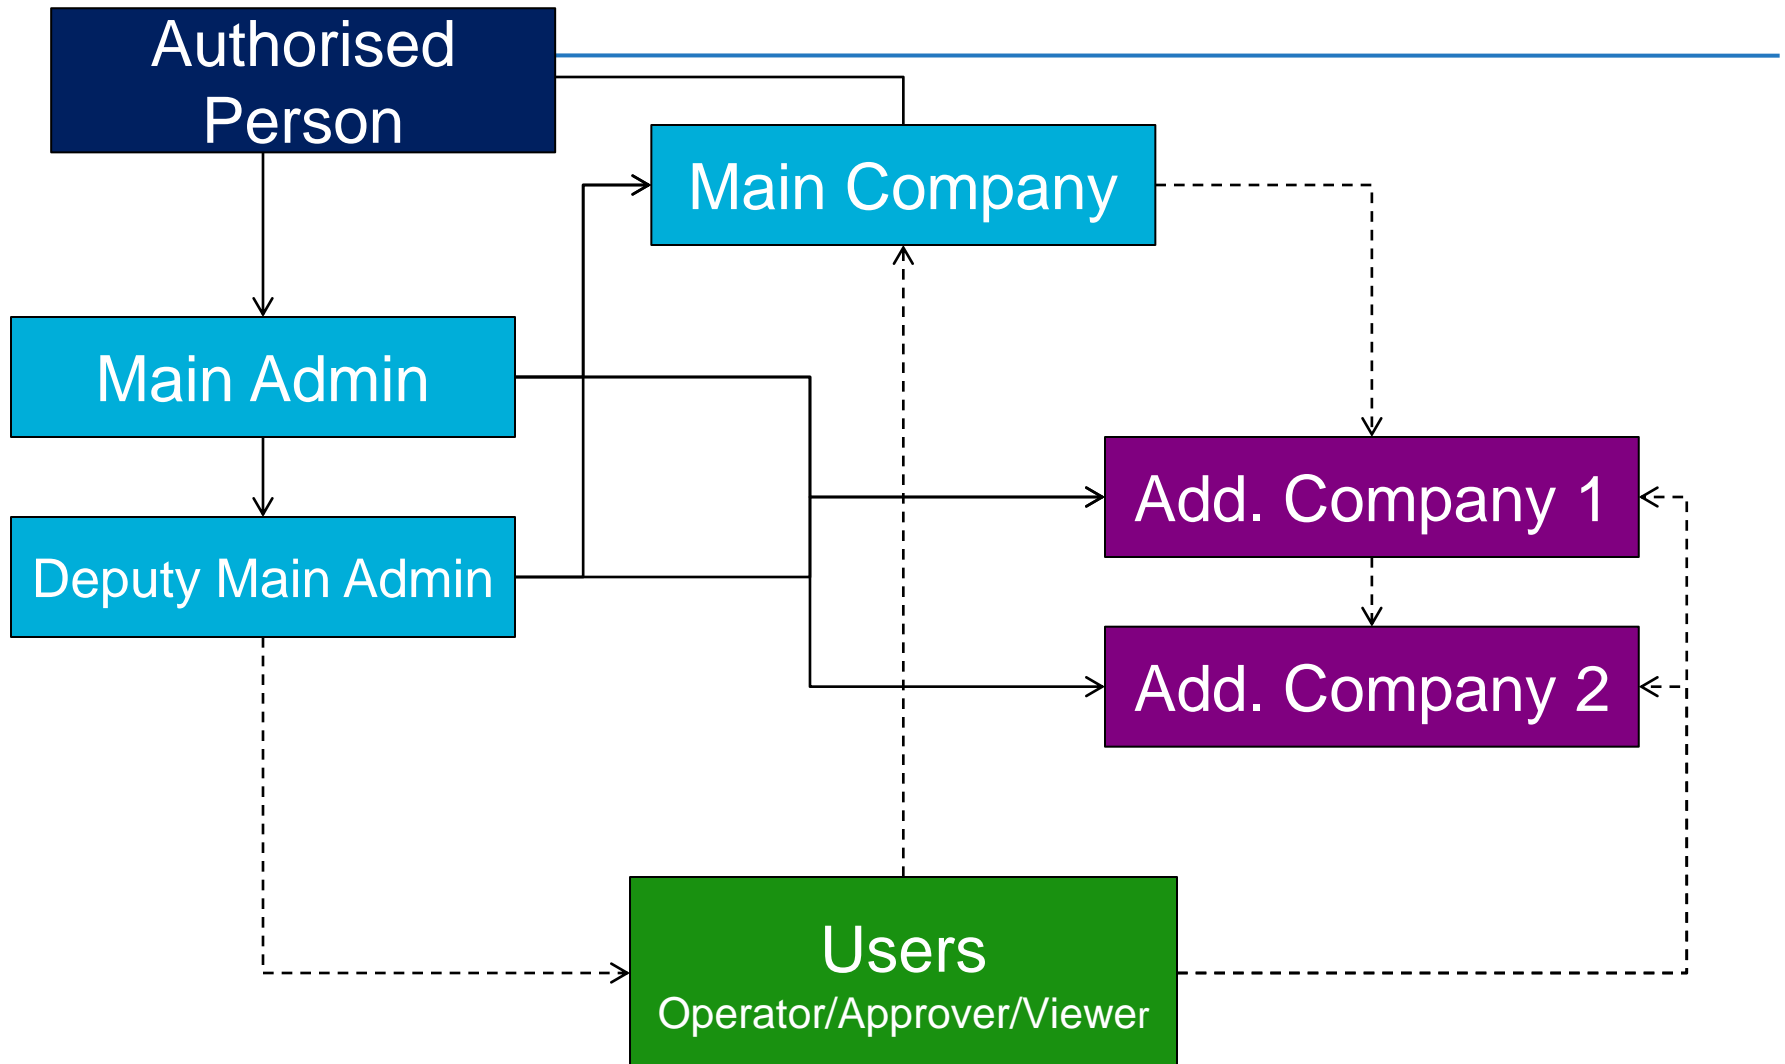 Authorised
Person
Main Company
Main Admin
Add. Company 1
Deputy Main Admin
Add. Company 2
Users
Operator/Approver/Viewer